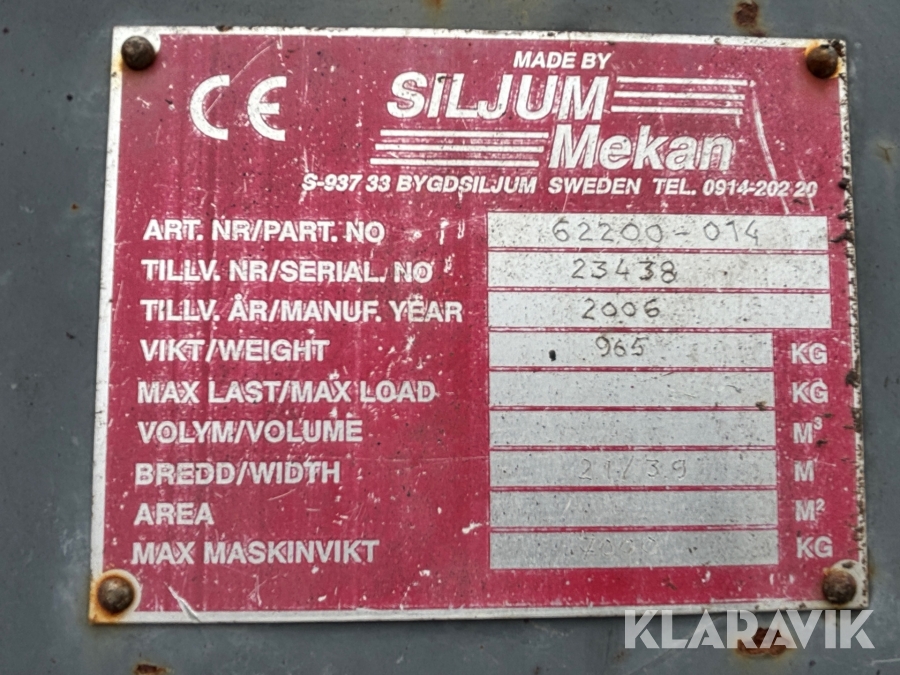 MADE BY
CE
SILJUM
Mekan
S-937 33 BYGDSILJUM SWEDEN TEL. 0914-202 20
ART. NR/PART. NO 62200-014
TILLV. NR/SERIAL. NO 23438
TILLV. ÅR/MANUF. YEAR 2006
VIKT/WEIGHT 965 KG
MAX LAST/MAX LOAD KG
VOLYM/VOLUME M³
BREDD/WIDTH 21/39 M
AREA M²
MAX MASKINVIKT KG
KLARAVIK